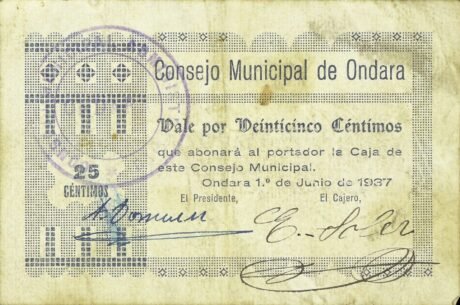 Consejo Municipal de Ondara
Vale por Veinticinco Céntimos
que abonará al portador la Caja de
este Consejo Municipal.
Ondara 1.º de Junio de 1937
El Presidente,
El Cajero,
25
CÉNTIMOS
E. Soler